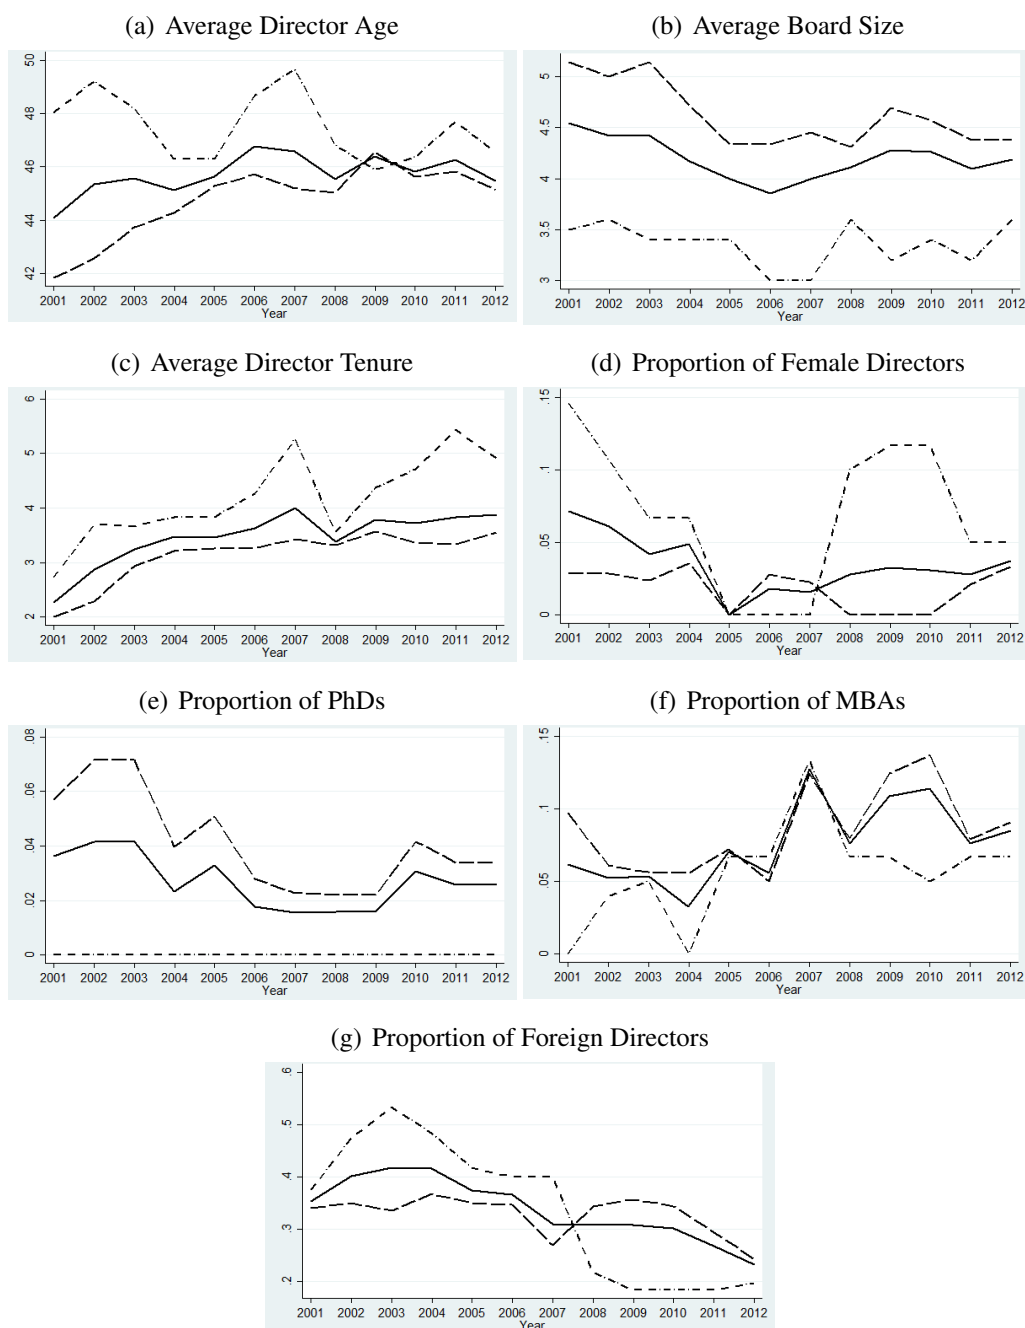 (a) Average Director Age
50
48
46
44
42
2001 2002 2003 2004 2005 2006 2007 2008 2009 2010 2011 2012
Year
(b) Average Board Size
5
4.5
4
3.5
3
2001 2002 2003 2004 2005 2006 2007 2008 2009 2010 2011 2012
Year
(c) Average Director Tenure
6
5
4
3
2
2001 2002 2003 2004 2005 2006 2007 2008 2009 2010 2011 2012
Year
(d) Proportion of Female Directors
.15
.1
.05
0
2001 2002 2003 2004 2005 2006 2007 2008 2009 2010 2011 2012
Year
(e) Proportion of PhDs
.08
.06
.04
.02
0
2001 2002 2003 2004 2005 2006 2007 2008 2009 2010 2011 2012
Year
(f) Proportion of MBAs
.15
.1
.05
0
2001 2002 2003 2004 2005 2006 2007 2008 2009 2010 2011 2012
Year
(g) Proportion of Foreign Directors
.6
.5
.4
.3
.2
2001 2002 2003 2004 2005 2006 2007 2008 2009 2010 2011 2012
Year